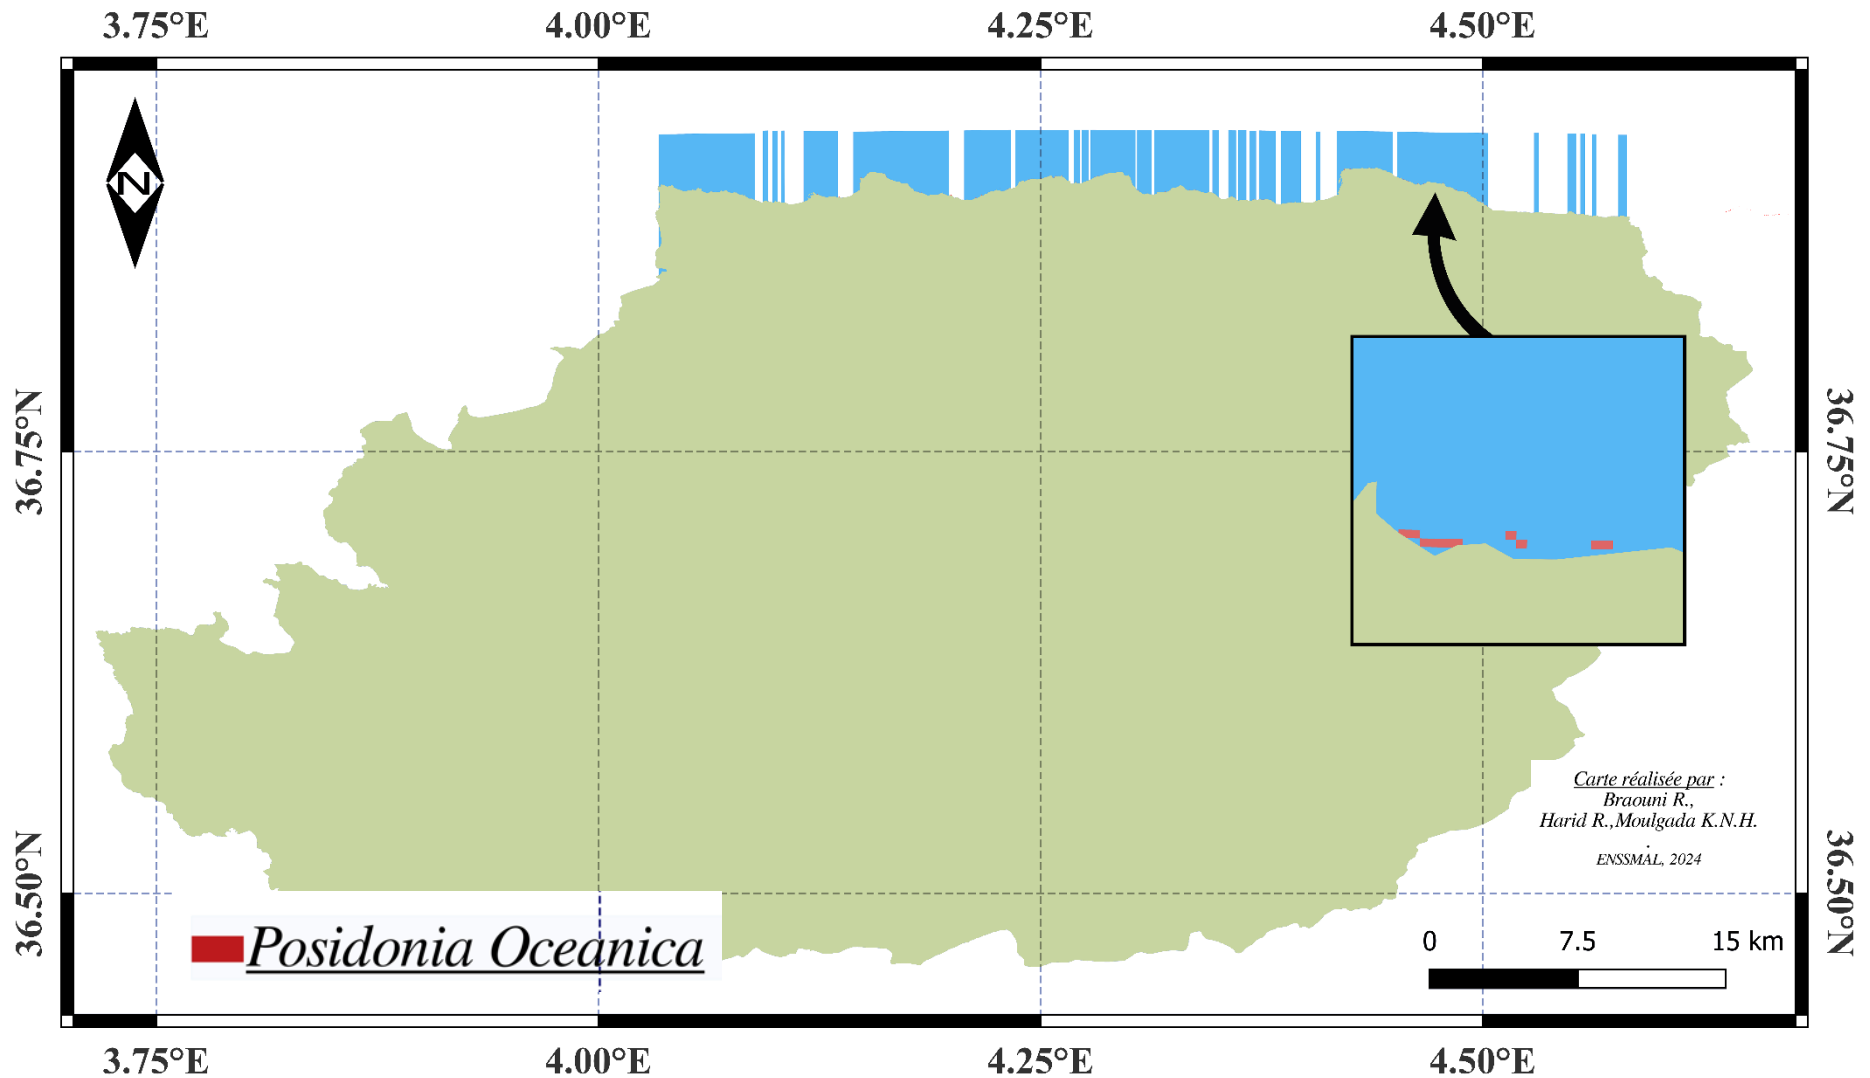 3.75°E 4.00°E 4.25°E 4.50°E
N
36.75°N
36.75°N
36.50°N
36.50°N
Carte réalisée par :
Braouni R.,
Harid R.,Moulgada K.N.H.
.
ENSSMAL, 2024
Posidonia Oceanica
0 7.5 15 km
3.75°E 4.00°E 4.25°E 4.50°E